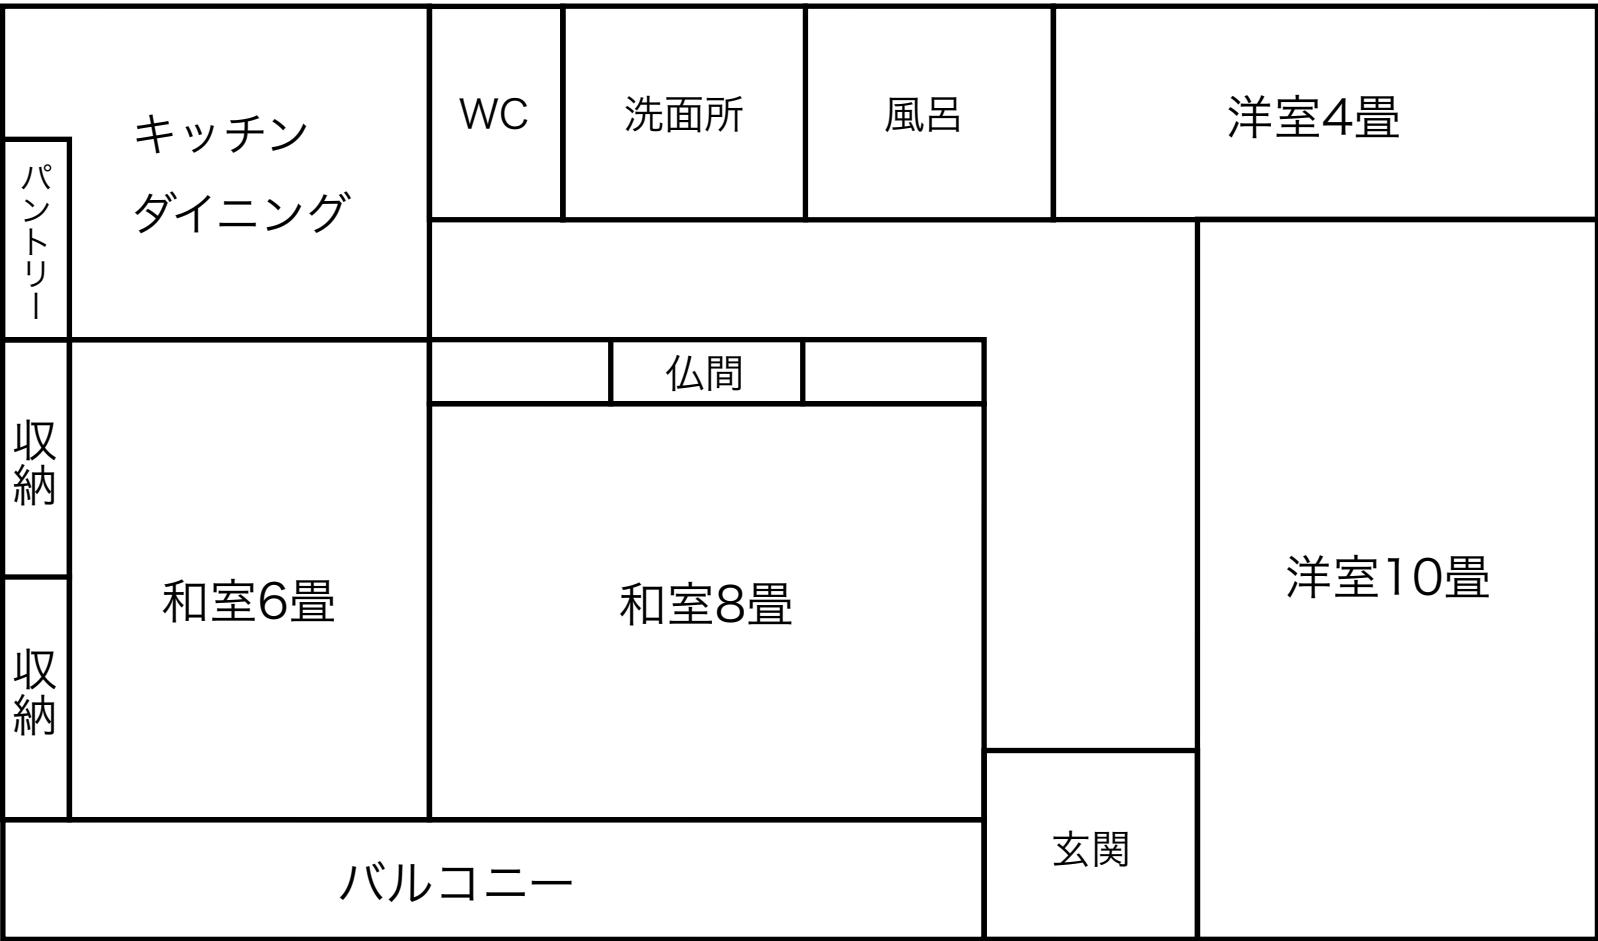 キッチン
ダイニング
WC
洗面所
風呂
洋室4畳
パントリー
仏間
収納
収納
和室6畳
和室8畳
洋室10畳
バルコニー
玄関